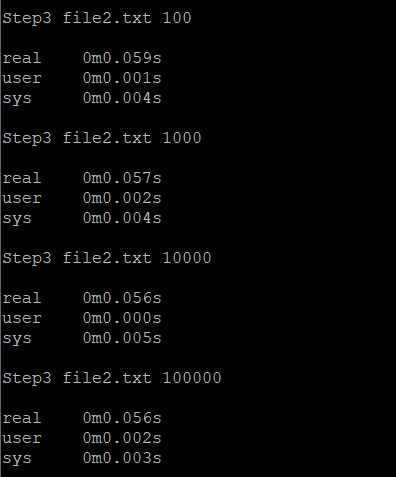 Step3 file2.txt 100
real 0m0.059s
user 0m0.001s
sys 0m0.004s
Step3 file2.txt 1000
real 0m0.057s
user 0m0.002s
sys 0m0.004s
Step3 file2.txt 10000
real 0m0.056s
user 0m0.000s
sys 0m0.005s
Step3 file2.txt 100000
real 0m0.056s
user 0m0.002s
sys 0m0.003s